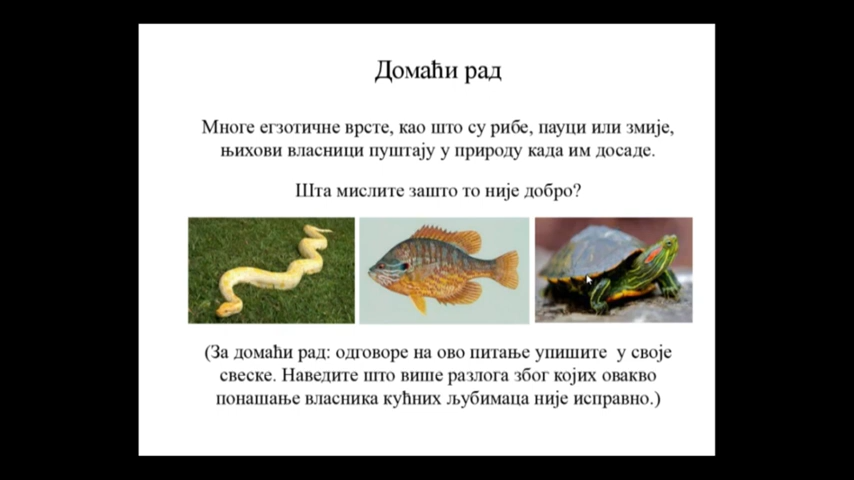 Домаћи рад
Многе егзотичне врсте, као што су рибе, пауци или змије,
њихови власници пуштају у природу када им досаде.
Шта мислите зашто то није добро?
(За домаћи рад: одговоре на ово питање упишите у своје
свеске. Наведите што више разлога због којих овакво
понашање власника кућних љубимаца није исправно.)